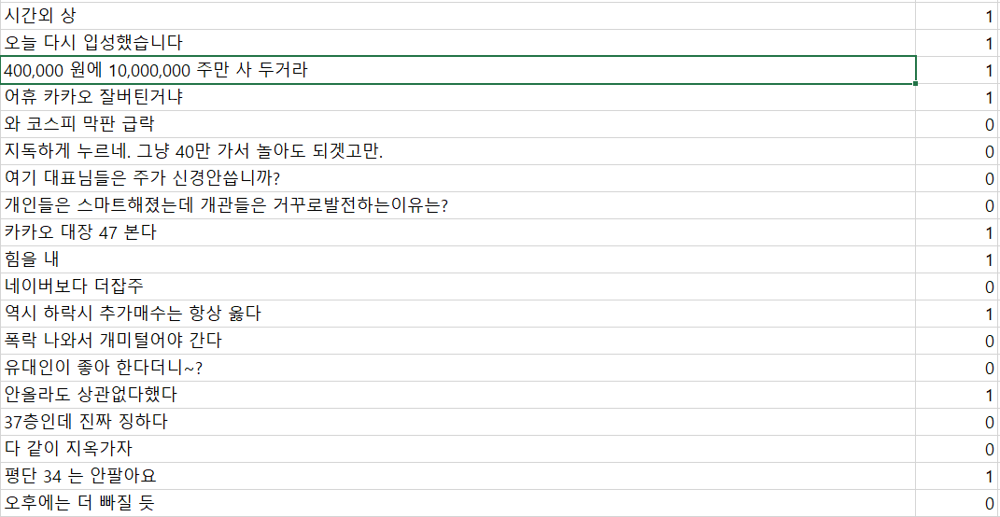 시간외 상 1
오늘 다시 입성했습니다 1
400,000 원에 10,000,000 주만 사 두거라 1
어휴 카카오 잘버틴거냐 1
와 코스피 막판 급락 0
지독하게 누르네. 그냥 40만 가서 놀아도 되겟고만. 0
여기 대표님들은 주가 신경안씁니까? 0
개인들은 스마트해졌는데 개관들은 거꾸로발전하는이유는? 0
카카오 대장 47 본다 1
힘을 내 1
네이버보다 더잡주 0
역시 하락시 추가매수는 항상 옳다 1
폭락 나와서 개미털어야 간다 0
유대인이 좋아 한다더니~? 0
안올라도 상관없다했다 1
37층인데 진짜 징하다 0
다 같이 지옥가자 0
평단 34 는 안팔아요 1
오후에는 더 빠질 듯 0